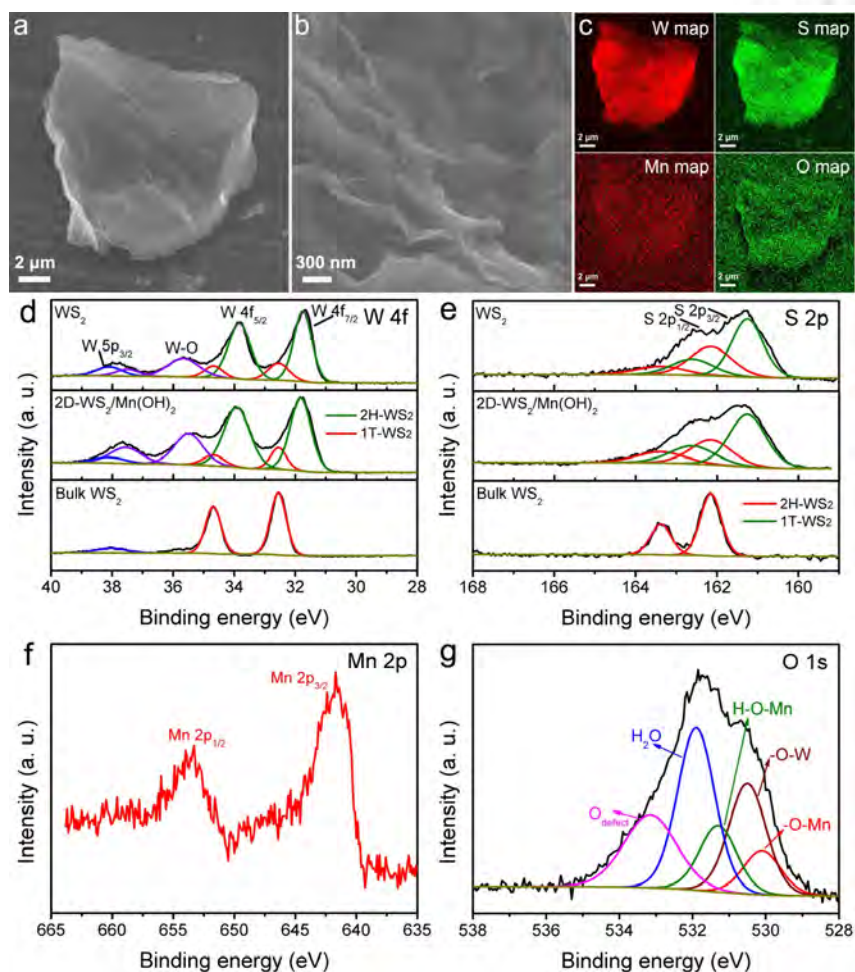 a
2 μm
b
300 nm
c
W map
2 μm
S map
2 μm
Mn map
2 μm
O map
2 μm
d
WS₂
W 4f
W 4f₅/₂
W 4f₇/₂
W-O
W 5p₃/₂
2D-WS₂/Mn(OH)₂
2H-WS₂
1T-WS₂
Bulk WS₂
Intensity (a. u.)
40 38 36 34 32 30 28
Binding energy (eV)
e
WS₂
S 2p
S 2p₃/₂
S 2p₁/₂
2D-WS₂/Mn(OH)₂
Bulk WS₂
2H-WS₂
1T-WS₂
Intensity (a. u.)
168 166 164 162 160
Binding energy (eV)
f
Mn 2p
Mn 2p₃/₂
Mn 2p₁/₂
Intensity (a. u.)
665 660 655 650 645 640 635
Binding energy (eV)
g
O 1s
H-O-Mn
H₂O
-O-W
O defect
-O-Mn
Intensity (a. u.)
538 536 534 532 530 528
Binding energy (eV)